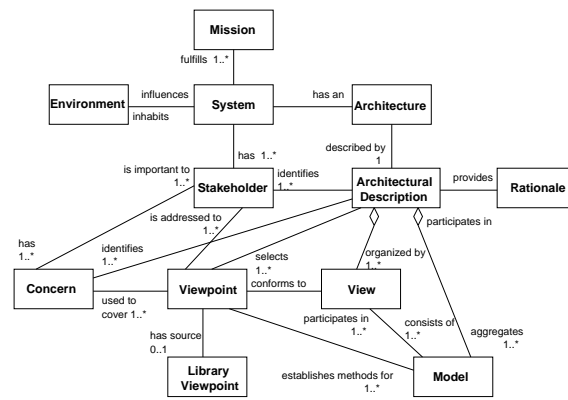 Mission
fulfills 1..*
Environment
influences
inhabits
System
has an
Architecture
has 1..*
described by
1
is important to
1..*
Stakeholder
identifies
1..*
Architectural
Description
provides
Rationale
is addressed to
1..*
participates in
has
1..*
identifies
1..*
selects
1..*
organized by
1..*
Concern
used to
cover 1..*
Viewpoint
conforms to
View
has source
0..1
participates in
1..*
consists of
1..*
aggregates
1..*
Library
Viewpoint
establishes methods for
1..*
Model